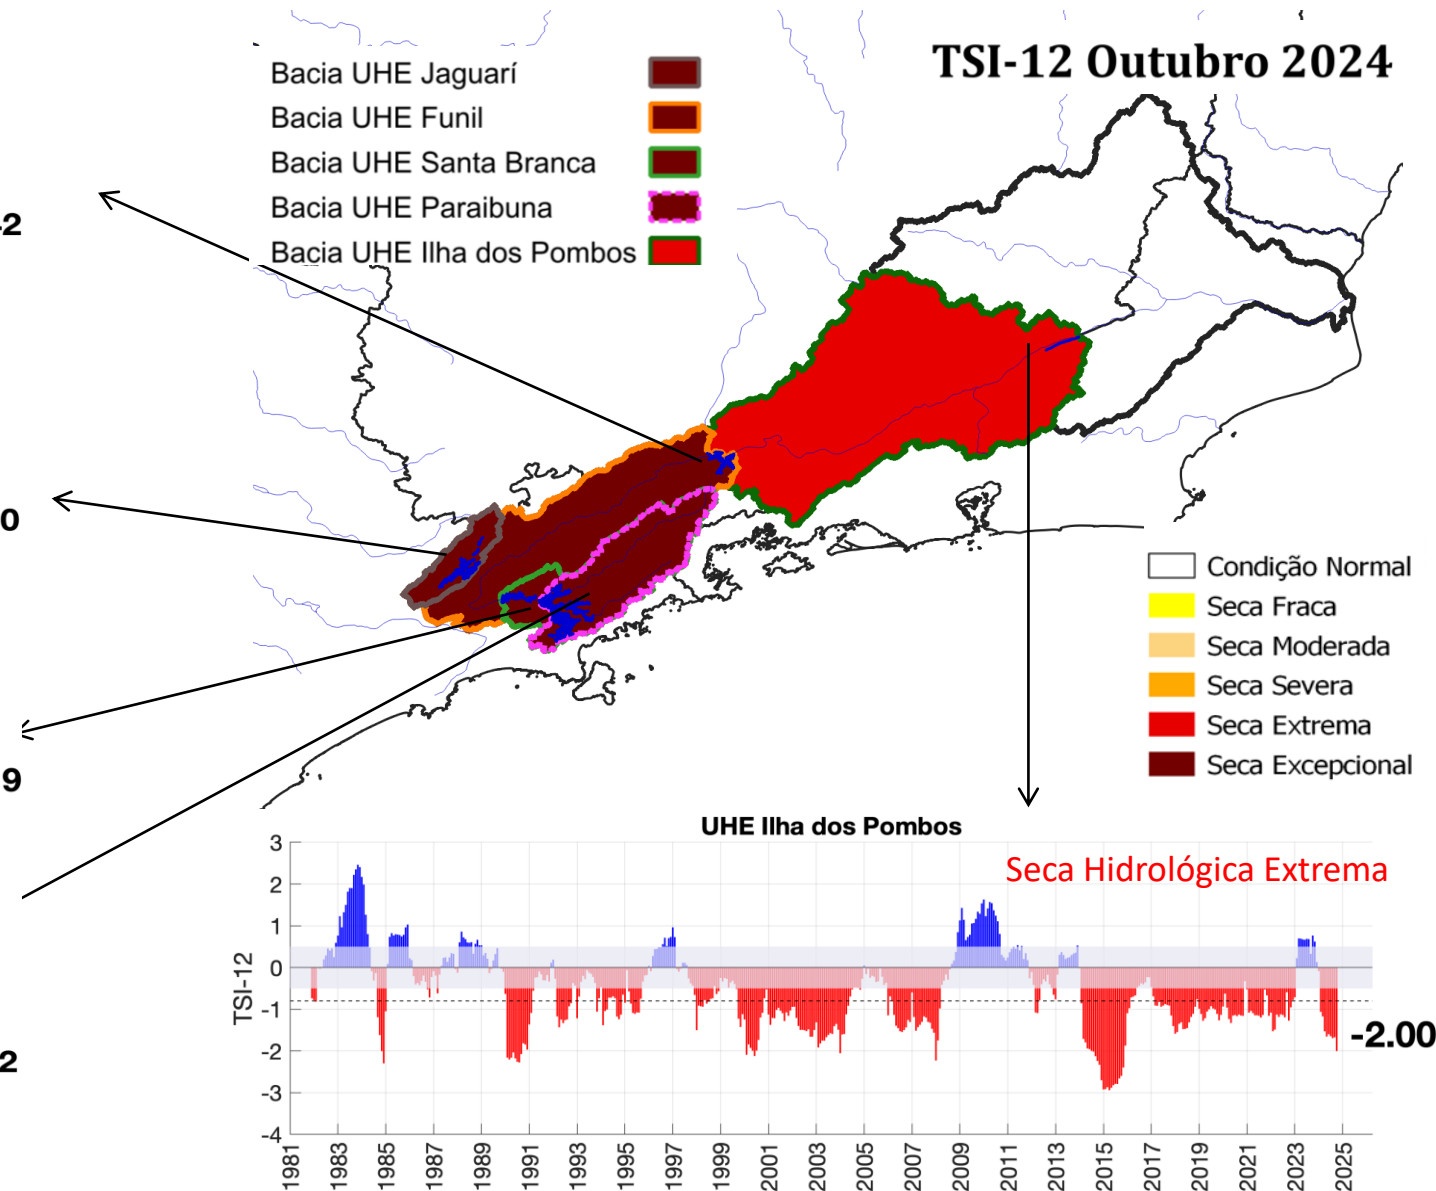 TSI-12 Outubro 2024
Bacia UHE Jaguarí
Bacia UHE Funil
Bacia UHE Santa Branca
Bacia UHE Paraibuna
Bacia UHE Ilha dos Pombos
2
0
9
2
Condição Normal
Seca Fraca
Seca Moderada
Seca Severa
Seca Extrema
Seca Excepcional
UHE Ilha dos Pombos
Seca Hidrológica Extrema
TSI-12
3
2
1
0
-1
-2
-3
-4
-2.00
1981 1983 1985 1987 1989 1991 1993 1995 1997 1999 2001 2003 2005 2007 2009 2011 2013 2015 2017 2019 2021 2023 2025